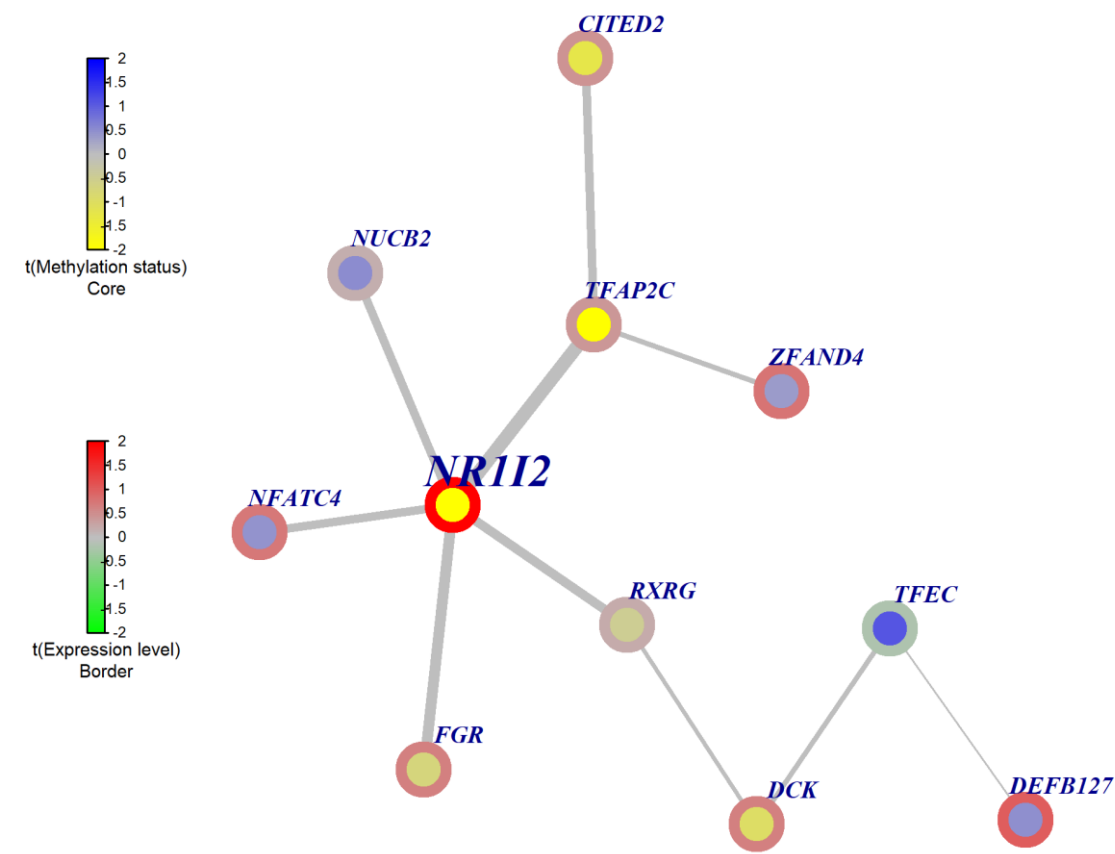 CITED2
2
1.5
1
0.5
0
0.5
-1
1.5
-2
t(Methylation status)
Core
NUCB2
TFAP2C
ZFAND4
2
1.5
1
0.5
0
0.5
-1
1.5
-2
t(Expression level)
Border
NR1I2
NFATC4
RXRG
TFEC
FGR
DCK
DEFB127